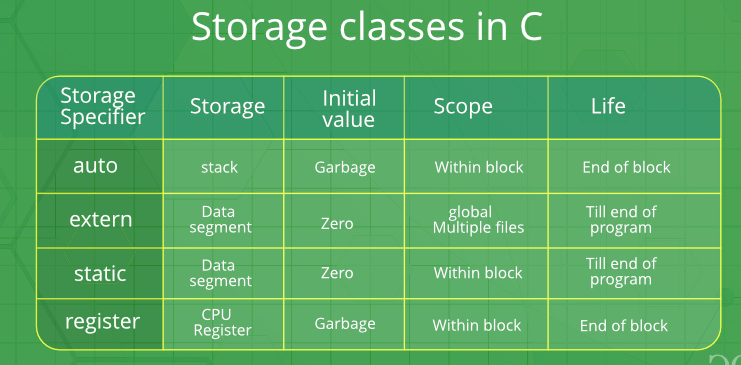 Storage classes in C
Storage
Specifier
Storage
Initial
value
Scope
Life
auto
stack
Garbage
Within block
End of block
extern
Data
segment
Zero
global
Multiple files
Till end of
program
static
Data
segment
Zero
Within block
Till end of
program
register
CPU
Register
Garbage
Within block
End of block